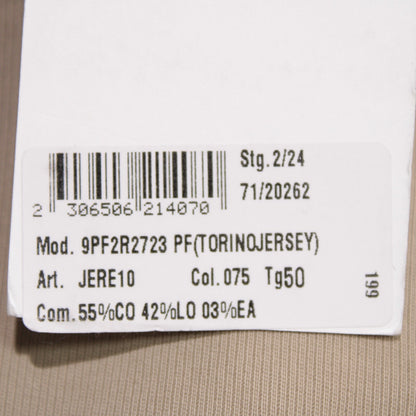 Stg.2/24
71/20262
2 306506 214070
Mod. 9PF2R2723 PF(TORINOJERSEY)
Art. JERE10 Col.075 Tg50
Com.55%CO 42%LO 03%EA
199